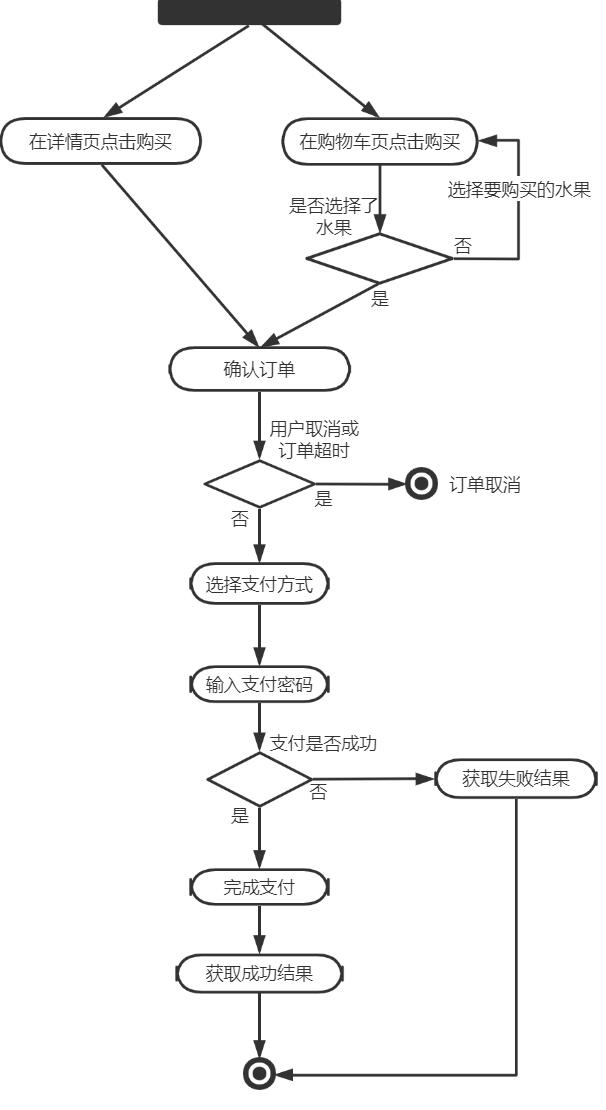 在详情页点击购买
在购物车页点击购买
选择要购买的水果
是否选择了
水果
否
是
确认订单
用户取消或
订单超时
是
订单取消
否
选择支付方式
输入支付密码
支付是否成功
否
获取失败结果
是
完成支付
获取成功结果